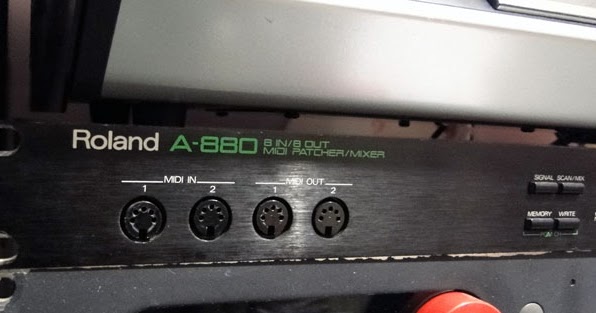 Roland A-880 8 IN/8 OUT
MIDI PATCHER/MIXER
MIDI IN MIDI OUT
1 2 1 2
SIGNAL SCAN/MIX
MEMORY WRITE